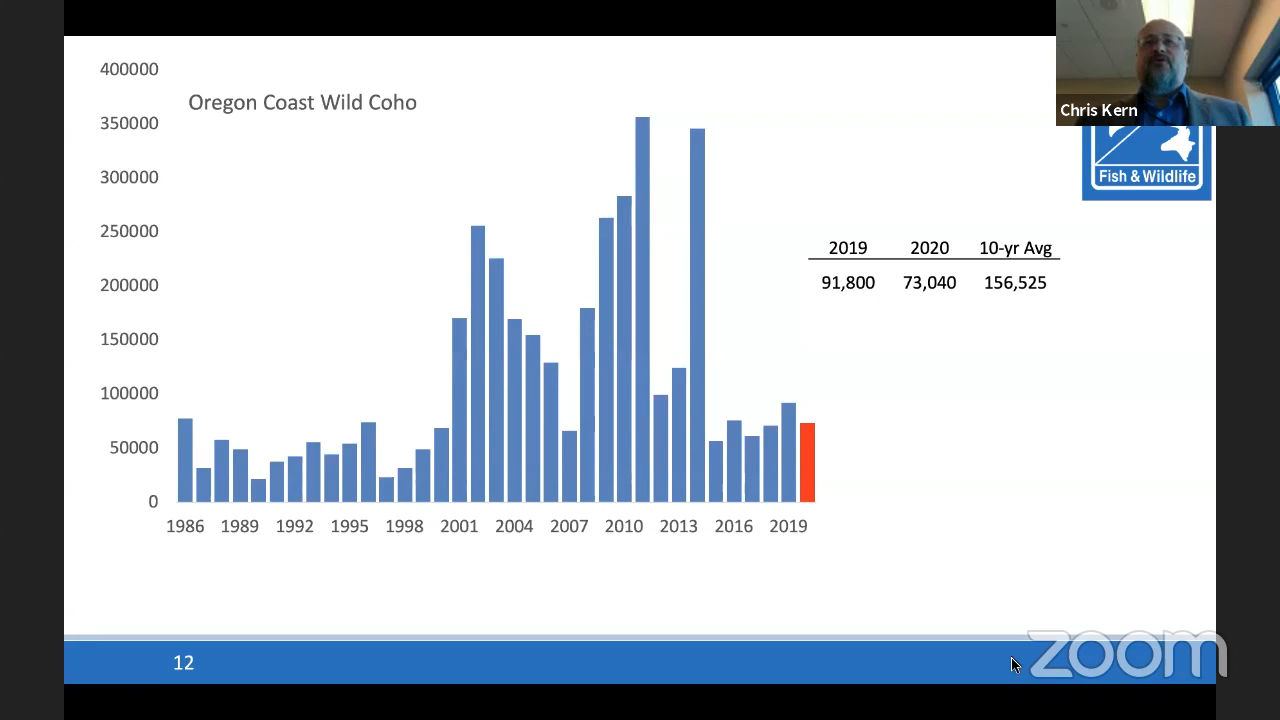 Chris Kern
Fish & Wildlife
Oregon Coast Wild Coho
400000
350000
300000
250000
200000
150000
100000
50000
0
1986 1989 1992 1995 1998 2001 2004 2007 2010 2013 2016 2019
2019 2020 10-yr Avg
91,800 73,040 156,525
12
zoom